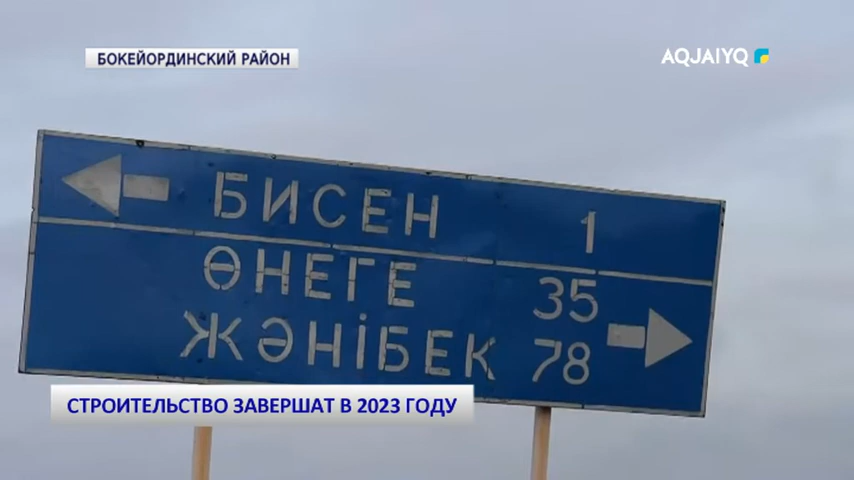 БОКЕЙОРДИНСКИЙ РАЙОН
AQJAIYQ
БИСЕН 1
ӨНЕГЕ 35
ЖӘНІБЕК 78
СТРОИТЕЛЬСТВО ЗАВЕРШАТ В 2023 ГОДУ